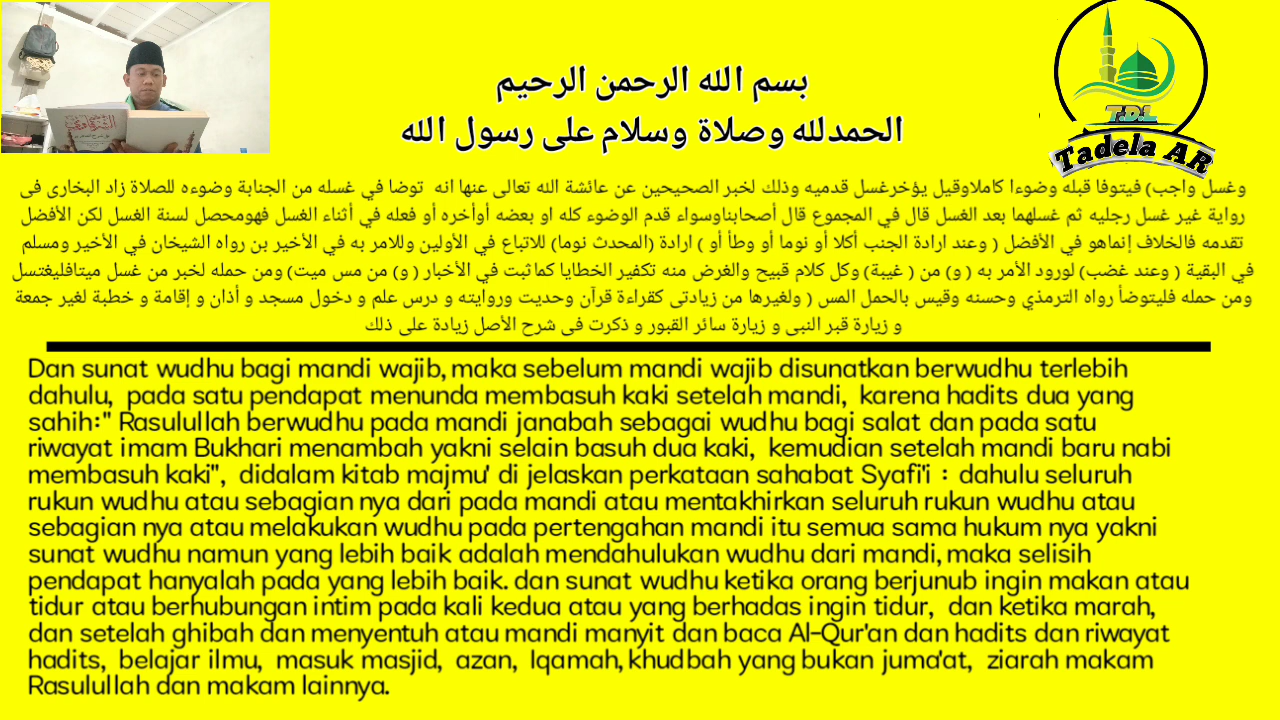 بسم الله الرحمن الرحيم
الحمدلله وصلاة وسلام على رسول الله
T.D.L
Tadela AR
وغسل واجب) فيتوفا قبله وضوءا كاملاوقيل يؤخرغسل قدميه وذلك لخبر الصحيحين عن عائشة الله تعالى عنها انه توضا في غسله من الجنابة وضوءه للصلاة زاد البخارى فى
رواية غير غسل رجليه ثم غسلهما بعد الغسل قال في المجموع قال أصحابناوسواء قدم الوضوء كله او بعضه أوأخره أو فعله في أثناء الغسل فهومحصل لسنة الغسل لكن الأفضل
تقدمه فالخلاف إنماهو في الأفضل ( وعند ارادة الجنب أكلا أو نوما أو وطأ أو ) ارادة (المحدث نوما) للاتباع في الأولين وللامر به في الأخير بن رواه الشيخان في الأخير ومسلم
في البقية ( وعند غضب) لورود الأمر به ( و) من ( غيبة) وكل كلام قبيح والغرض منه تكفير الخطايا كماثبت في الأخبار ( و) من مس ميت) ومن حمله لخبر من غسل ميتافليغتسل
ومن حمله فليتوضأ رواه الترمذي وحسنه وقيس بالحمل المس ( ولغيرها من زيادتى كقراءة قرآن وحديت وروايته و درس علم و دخول مسجد و أذان و إقامة و خطبة لغير جمعة
و زيارة قبر النبى و زيارة سائر القبور و ذكرت فى شرح الأصل زيادة على ذلك
Dan sunat wudhu bagi mandi wajib, maka sebelum mandi wajib disunatkan berwudhu terlebih
dahulu, pada satu pendapat menunda membasuh kaki setelah mandi, karena hadits dua yang
sahih:" Rasulullah berwudhu pada mandi janabah sebagai wudhu bagi salat dan pada satu
riwayat imam Bukhari menambah yakni selain basuh dua kaki, kemudian setelah mandi baru nabi
membasuh kaki", didalam kitab majmu' di jelaskan perkataan sahabat Syafi'i : dahulu seluruh
rukun wudhu atau sebagian nya dari pada mandi atau mentakhirkan seluruh rukun wudhu atau
sebagian nya atau melakukan wudhu pada pertengahan mandi itu semua sama hukum nya yakni
sunat wudhu namun yang lebih baik adalah mendahulukan wudhu dari mandi, maka selisih
pendapat hanyalah pada yang lebih baik. dan sunat wudhu ketika orang berjunub ingin makan atau
tidur atau berhubungan intim pada kali kedua atau yang berhadas ingin tidur, dan ketika marah,
dan setelah ghibah dan menyentuh atau mandi manyit dan baca Al-Qur'an dan hadits dan riwayat
hadits, belajar ilmu, masuk masjid, azan, Iqamah, khudbah yang bukan juma'at, ziarah makam
Rasulullah dan makam lainnya.